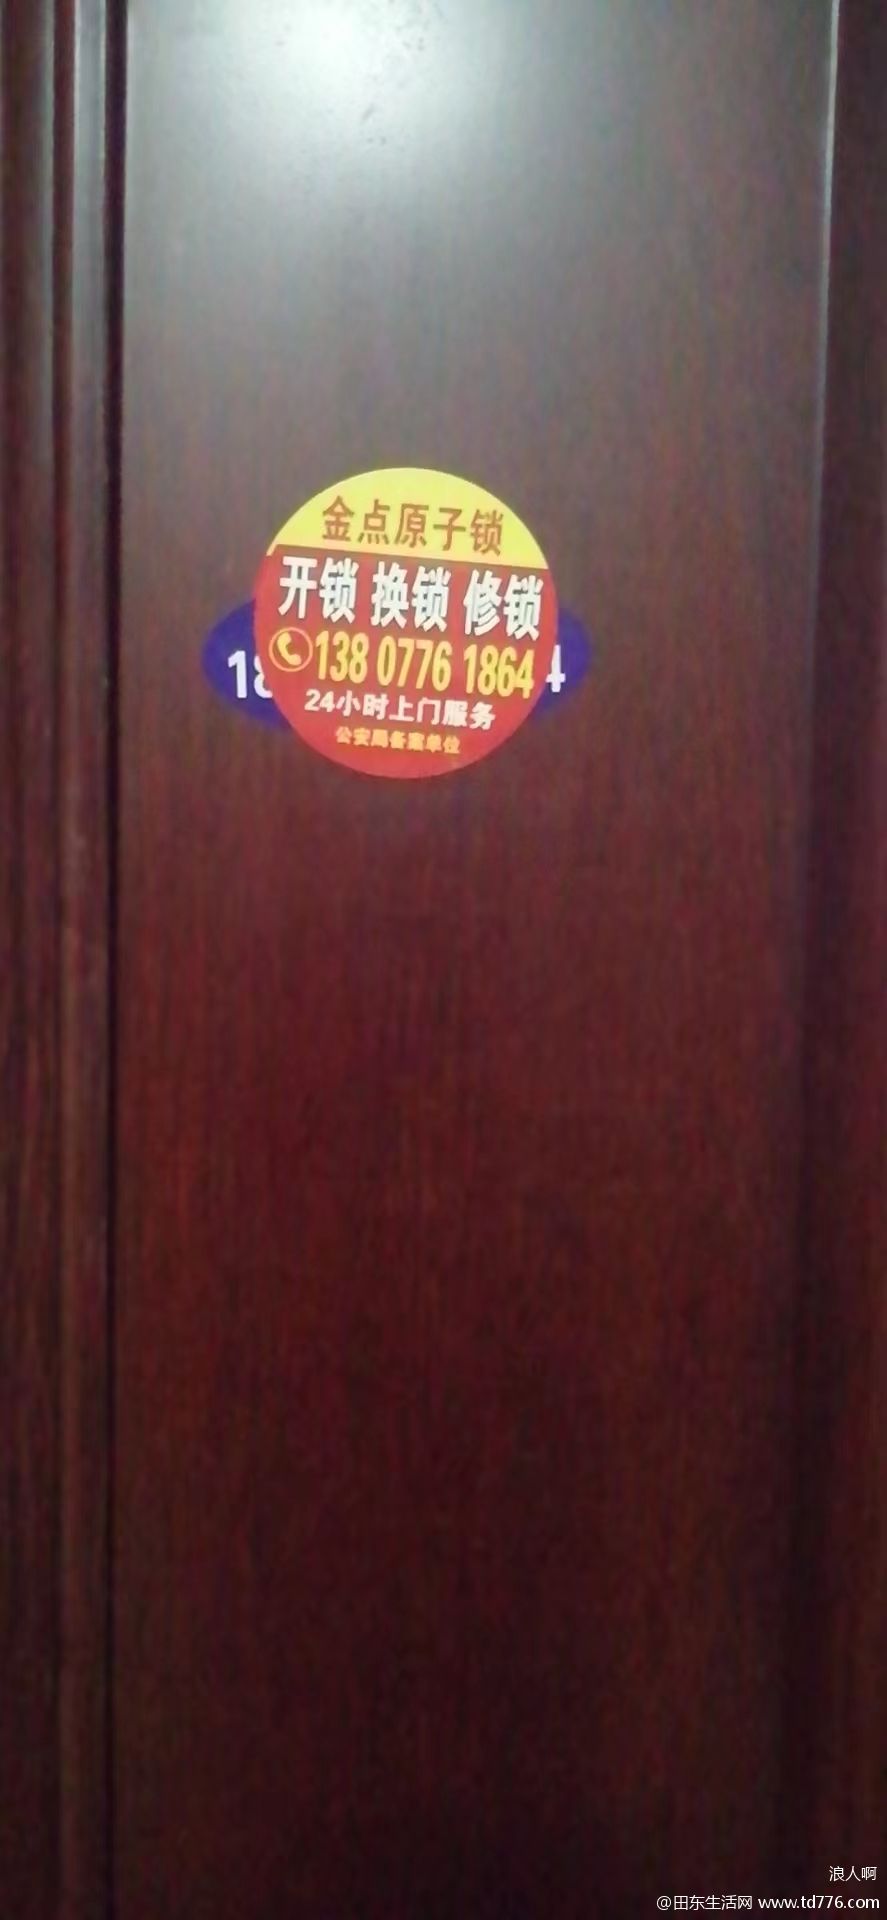 金点原子锁
开锁 换锁 修锁
138 0776 1864
18
4
24小时上门服务
公安局备案单位
浪人啊
@田东生活网 www.td776.com